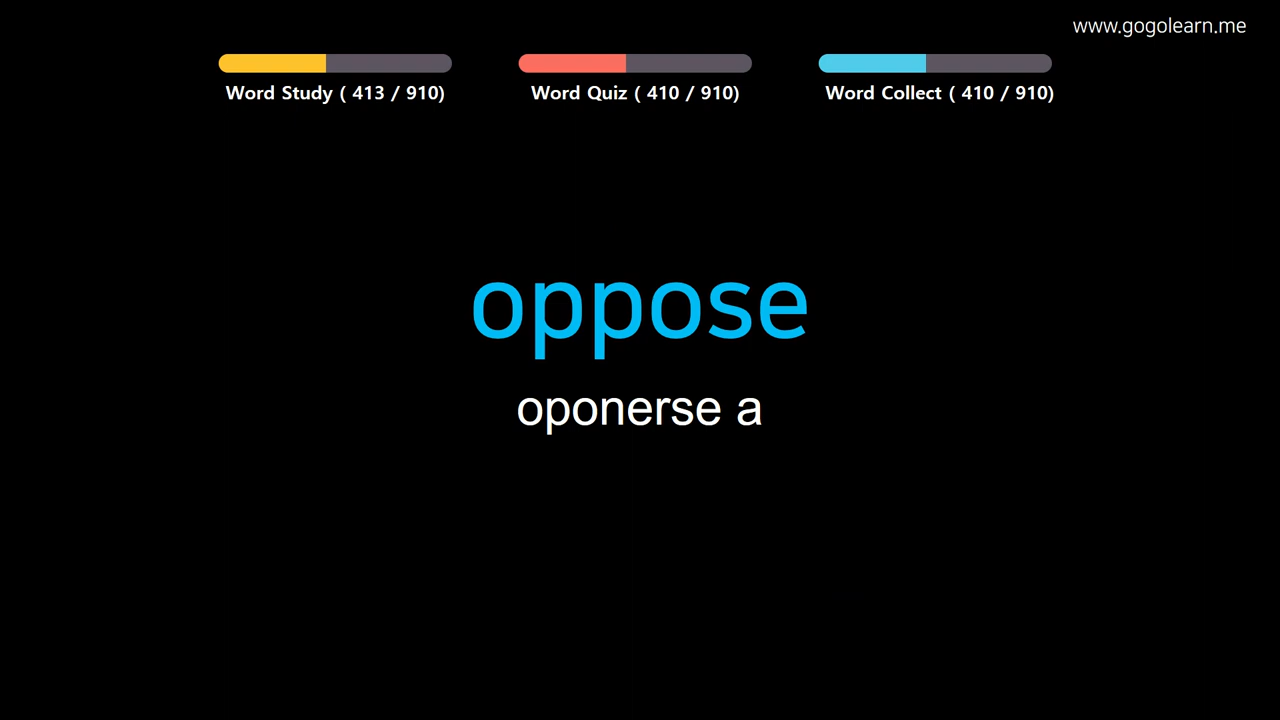 www.gogolearn.me
Word Study ( 413 / 910)
Word Quiz ( 410 / 910)
Word Collect ( 410 / 910)
oppose
oponerse a